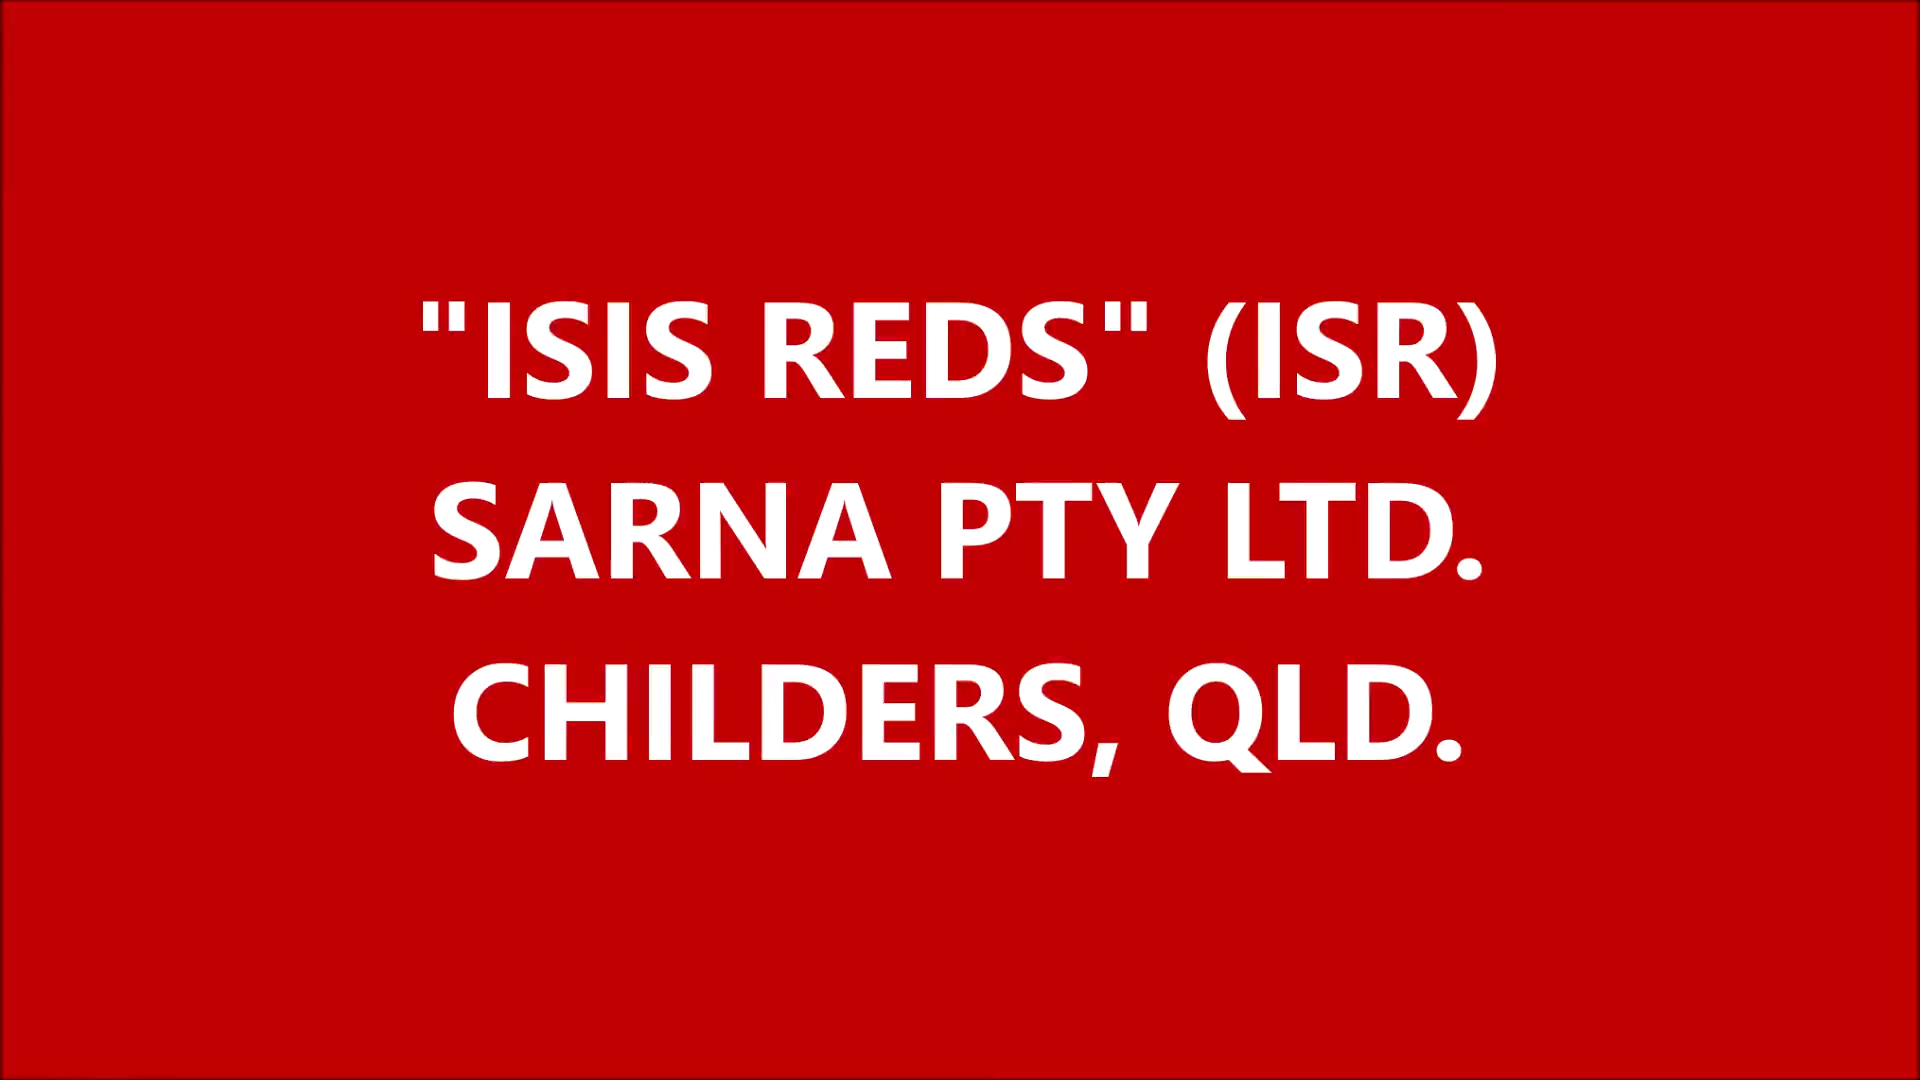 "ISIS REDS" (ISR)
SARNA PTY LTD.
CHILDERS, QLD.